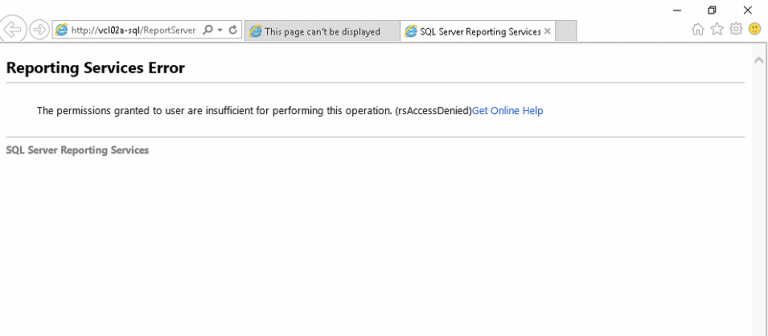 http://vcl02a-sql/ReportServer
This page can't be displayed
SQL Server Reporting Services
Reporting Services Error
The permissions granted to user are insufficient for performing this operation. (rsAccessDenied)Get Online Help
SQL Server Reporting Services